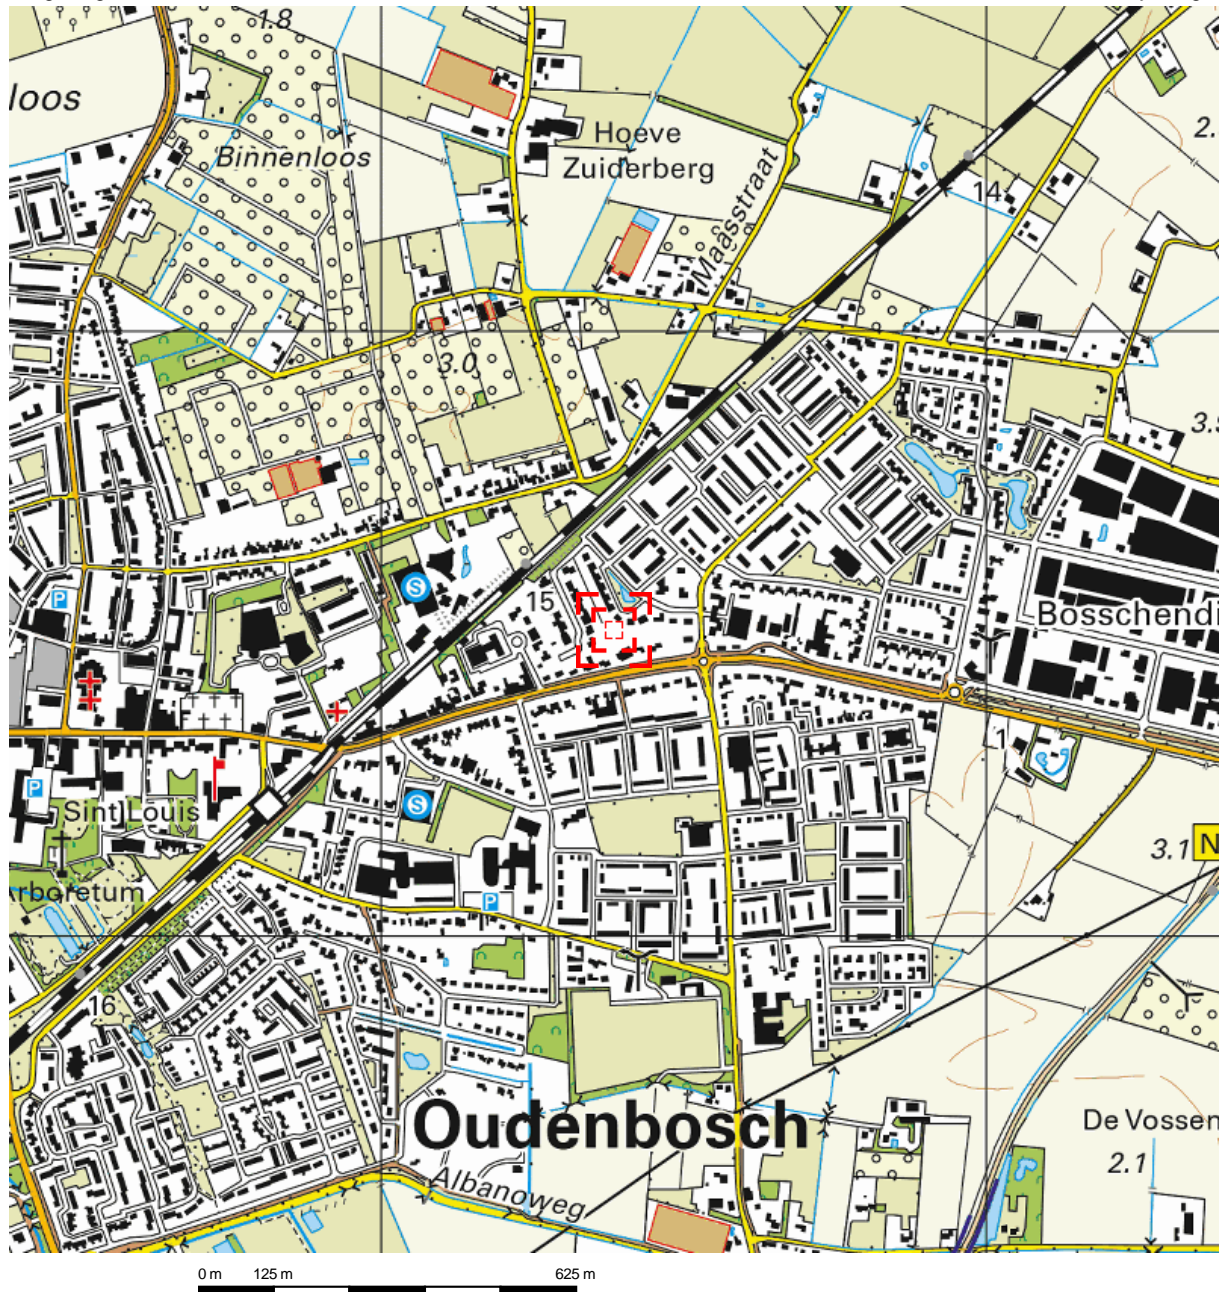 1.8
loos
Binnenloos
Hoeve
Zuiderberg
Maasstraat
14
2.
3.0
3.
S
15
P
Bosschendi
1
P
Sint Louis
S
3.1
N
rboretum
P
16
Oudenbosch
De Vossen
2.1
Albanoweg
0 m 125 m 625 m